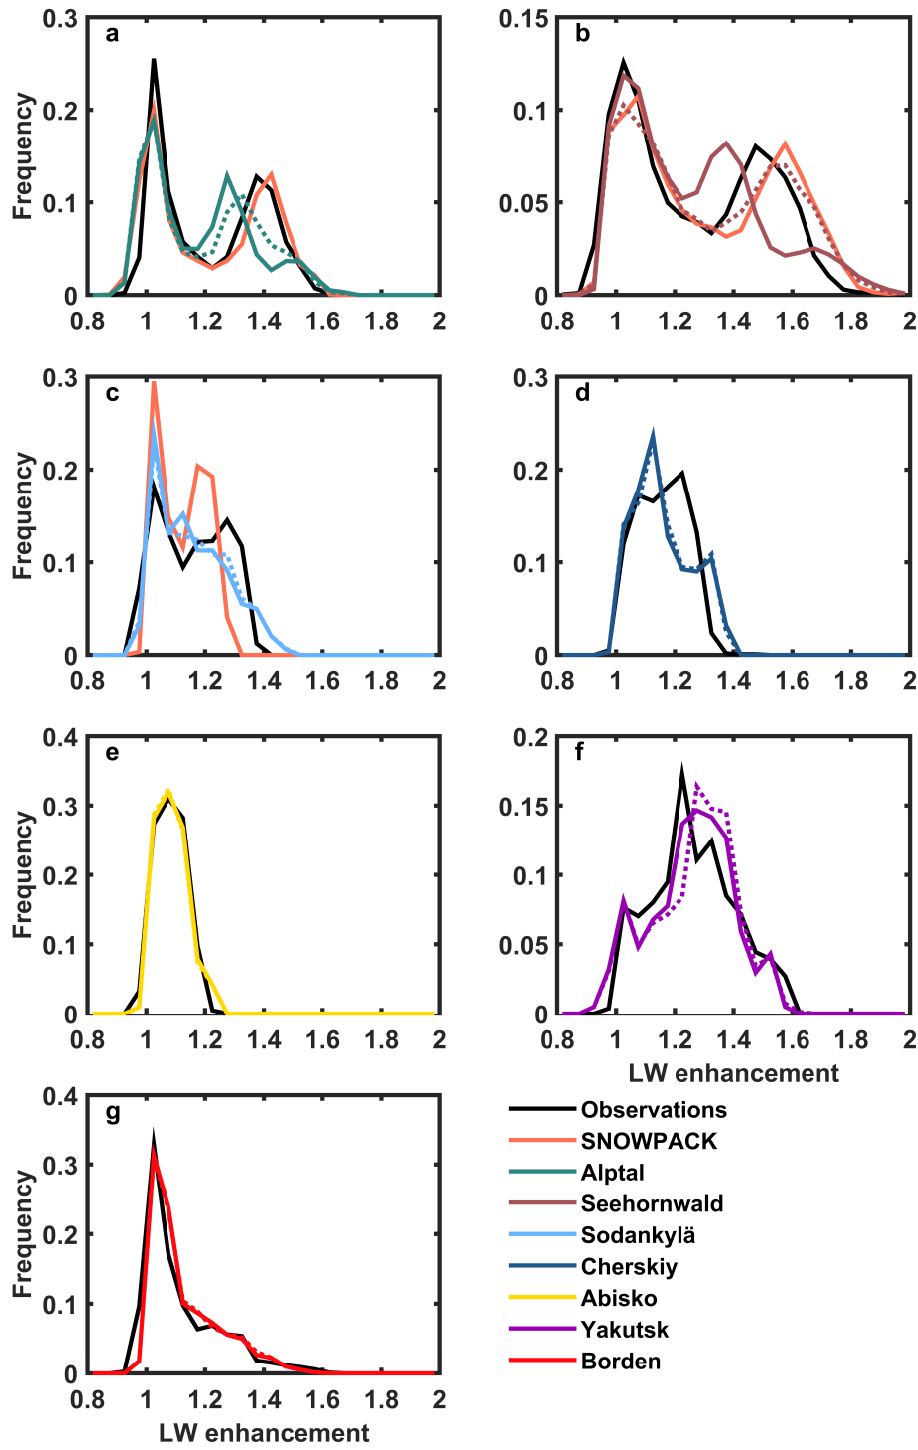 a
b
0.3
0.2
0.1
0
Frequency
0.8 1 1.2 1.4 1.6 1.8 2
0.15
0.1
0.05
0
0.8 1 1.2 1.4 1.6 1.8 2
c
d
0.3
0.2
0.1
0
Frequency
0.8 1 1.2 1.4 1.6 1.8 2
0.3
0.2
0.1
0
0.8 1 1.2 1.4 1.6 1.8 2
e
f
0.4
0.3
0.2
0.1
0
Frequency
0.8 1 1.2 1.4 1.6 1.8 2
0.2
0.15
0.1
0.05
0
0.8 1 1.2 1.4 1.6 1.8 2
LW enhancement
g
0.4
0.3
0.2
0.1
0
Frequency
0.8 1 1.2 1.4 1.6 1.8 2
LW enhancement
Observations
SNOWPACK
Alptal
Seehornwald
Sodankylä
Cherskiy
Abisko
Yakutsk
Borden